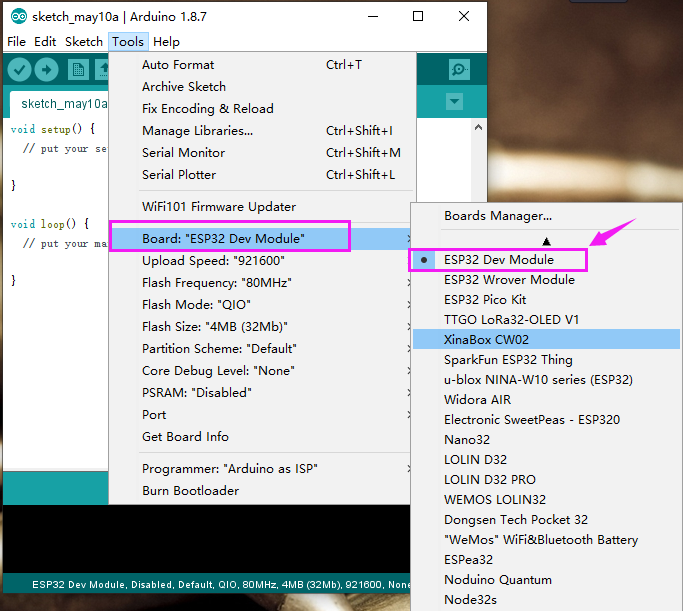 sketch_may10a | Arduino 1.8.7
File Edit Sketch Tools Help
sketch_may10a
void setup() {
// put your se
}
void loop() {
// put your ma
}
Auto Format Ctrl+T
Archive Sketch
Fix Encoding & Reload
Manage Libraries... Ctrl+Shift+I
Serial Monitor Ctrl+Shift+M
Serial Plotter Ctrl+Shift+L
WiFi101 Firmware Updater
Board: "ESP32 Dev Module"
Upload Speed: "921600"
Flash Frequency: "80MHz"
Flash Mode: "QIO"
Flash Size: "4MB (32Mb)"
Partition Scheme: "Default"
Core Debug Level: "None"
PSRAM: "Disabled"
Port
Get Board Info
Programmer: "Arduino as ISP"
Burn Bootloader
Boards Manager...
ESP32 Dev Module
ESP32 Wrover Module
ESP32 Pico Kit
TTGO LoRa32-OLED V1
XinaBox CW02
SparkFun ESP32 Thing
u-blox NINA-W10 series (ESP32)
Widora AIR
Electronic SweetPeas - ESP320
Nano32
LOLIN D32
LOLIN D32 PRO
WEMOS LOLIN32
Dongsen Tech Pocket 32
"WeMos" WiFi&Bluetooth Battery
ESPea32
Noduino Quantum
Node32s
ESP32 Dev Module, Disabled, Default, QIO, 80MHz, 4MB (32Mb), 921600, None